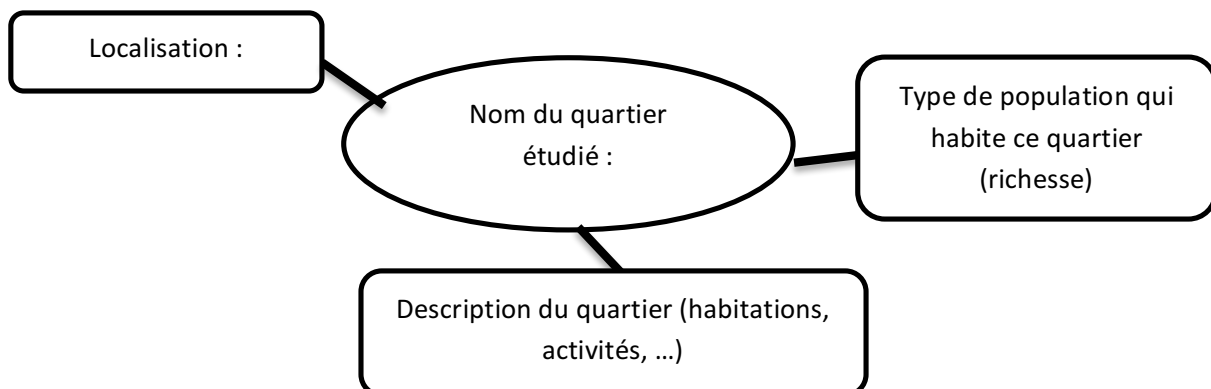 Localisation :
Nom du quartier
étudié :
Type de population qui
habite ce quartier
(richesse)
Description du quartier (habitations,
activités, …)